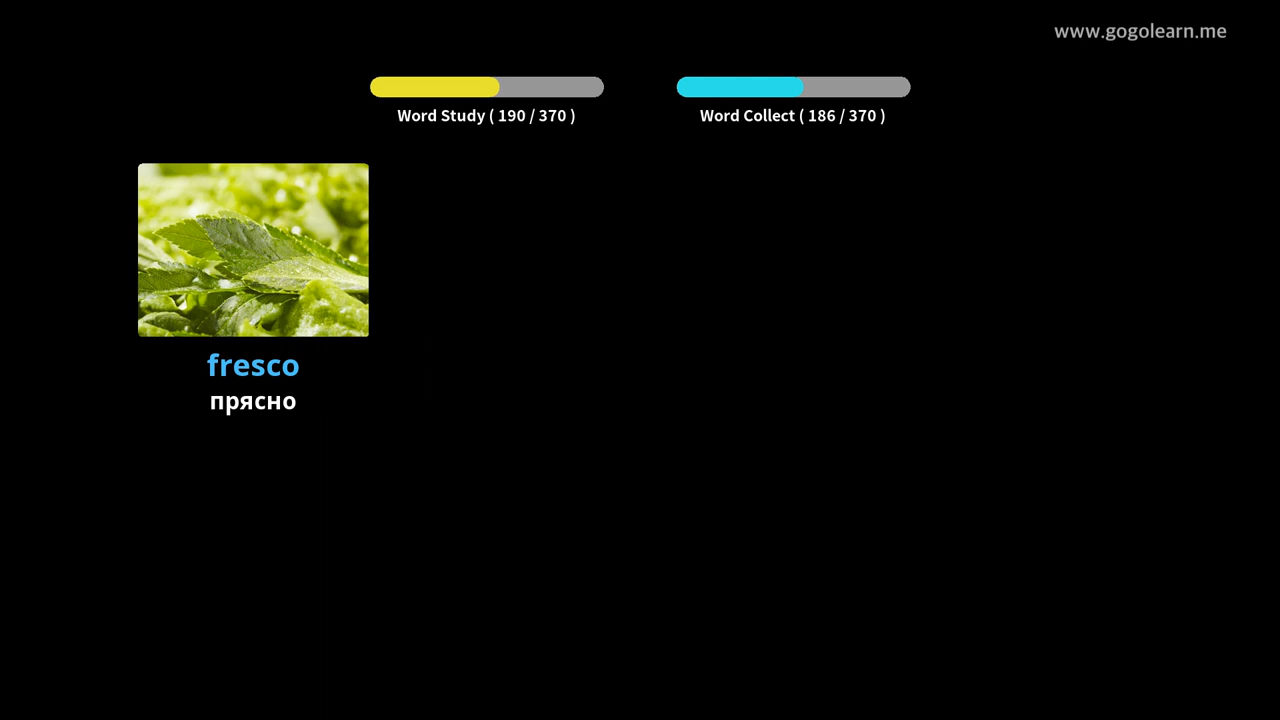 www.gogolearn.me
Word Study ( 190 / 370 )
Word Collect ( 186 / 370 )
fresco
прясно